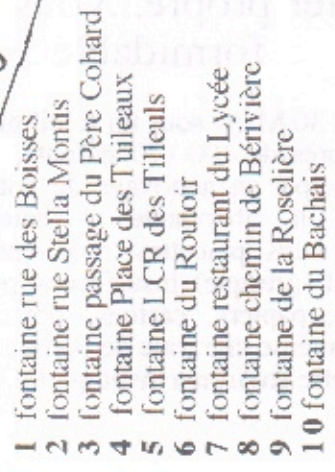 1 fontaine rue des Boisses
2 fontaine rue Stella Montis
3 fontaine passage du Père Cohard
4 fontaine Place des Tuileaux
5 fontaine LCR des Tilleuls
6 fontaine du Routor
7 fontaine restaurant du Lycée
8 fontaine chemin de Bérivière
9 fontaine de la Roselière
10 fontaine du Bachais